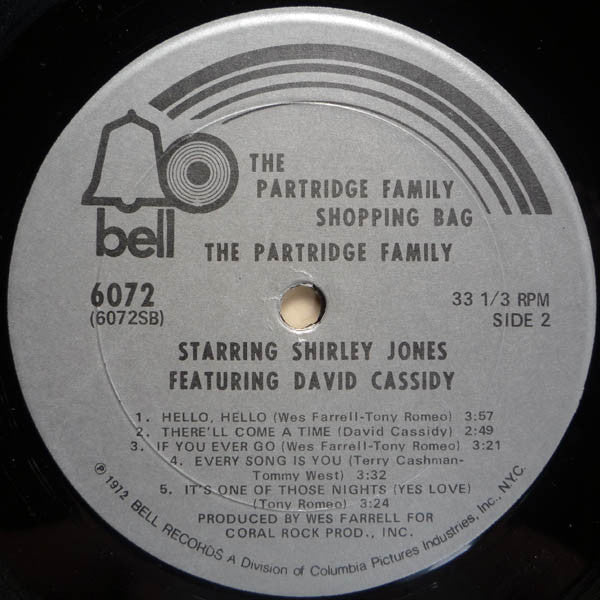 bell
THE
PARTRIDGE FAMILY
SHOPPING BAG
THE PARTRIDGE FAMILY
6072
(6072SB)
33 1/3 RPM
SIDE 2
STARRING SHIRLEY JONES
FEATURING DAVID CASSIDY
1. HELLO, HELLO (Wes Farrell-Tony Romeo) 3:57
2. THERE'LL COME A TIME (David Cassidy) 2:49
3. IF YOU EVER GO (Wes Farrell-Tony Romeo) 3:21
4. EVERY SONG IS YOU (Terry Cashman-
Tommy West) 3:32
5. IT'S ONE OF THOSE NIGHTS (YES LOVE)
(Tony Romeo) 3:24
PRODUCED BY WES FARRELL FOR
CORAL ROCK PROD., INC.
℗ 1972 BELL RECORDS A Division of Columbia Pictures Industries, Inc., N.Y.C.